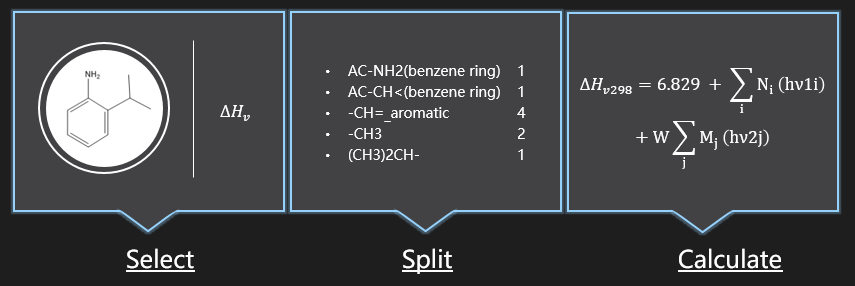 NH₂
ΔHᵥ
• AC-NH2(benzene ring) 1
• AC-CH<(benzene ring) 1
• -CH=_aromatic 4
• -CH3 2
• (CH3)2CH- 1
ΔHᵥ₂₉₈ = 6.829 + ∑ᵢ Nᵢ (hv1i)
+ W ∑ⱼ Mⱼ (hv2j)
Select
Split
Calculate